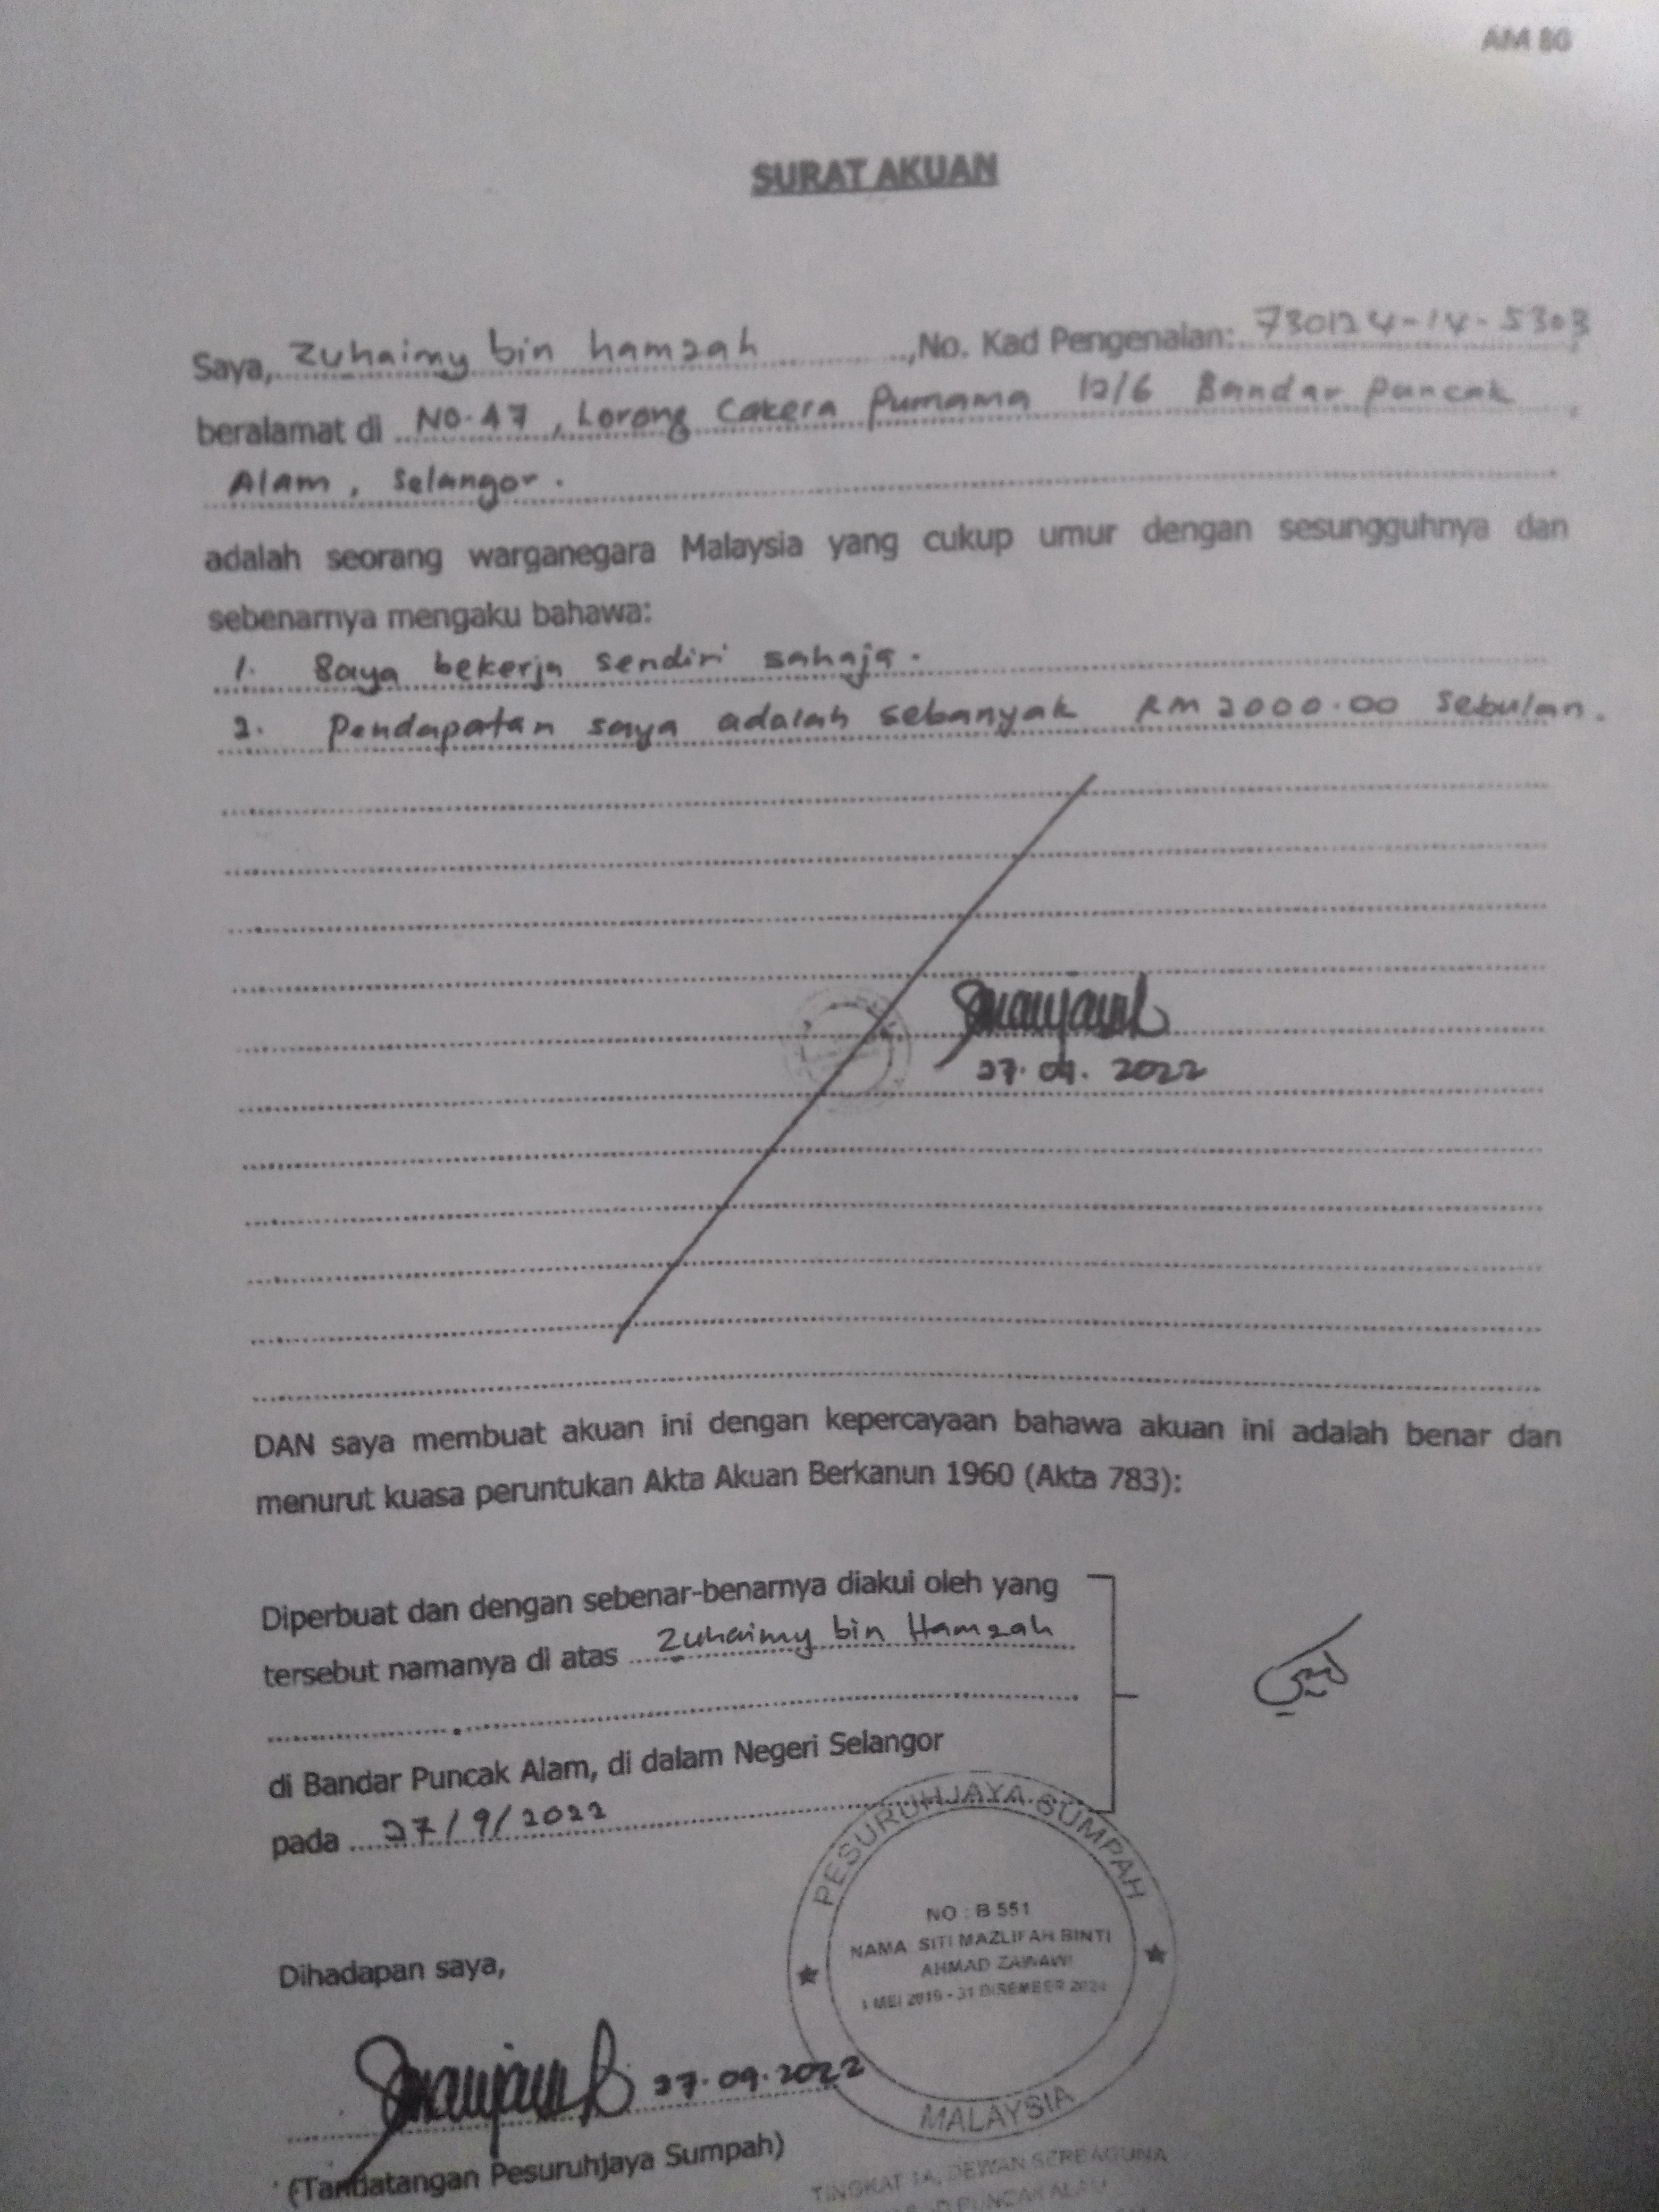 AM 86
SURAT AKUAN
Saya, Zuhaimy bin hamzah, No. Kad Pengenalan: 730124-14-5303
beralamat di NO.47, Lorong Cakera Purnama 12/6 Bandar Puncak
Alam, Selangor.
adalah seorang warganegara Malaysia yang cukup umur dengan sesungguhnya dan
sebenarnya mengaku bahawa:
1. Saya bekerja sendiri sahaja.
2. Pendapatan saya adalah sebanyak RM 2000.00 Sebulan.
27.09.2022
DAN saya membuat akuan ini dengan kepercayaan bahawa akuan ini adalah benar dan
menurut kuasa peruntukan Akta Akuan Berkanun 1960 (Akta 783):
Diperbuat dan dengan sebenar-benarnya diakui oleh yang
tersebut namanya di atas Zuhaimy bin Hamzah
di Bandar Puncak Alam, di dalam Negeri Selangor
pada 27/9/2022
PESURUHJAYA SUMPAH
NO : B 551
NAMA SITI MAZLIFAH BINTI
AHMAD ZAWAWI
1 MEI 2019 - 31 DISEMBER
MALAYSIA
Dihadapan saya,
27.09.2022
(Tandatangan Pesuruhjaya Sumpah)
TINGKAT 1A, DEWAN SERBAGUNA
PUNCAK ALAM